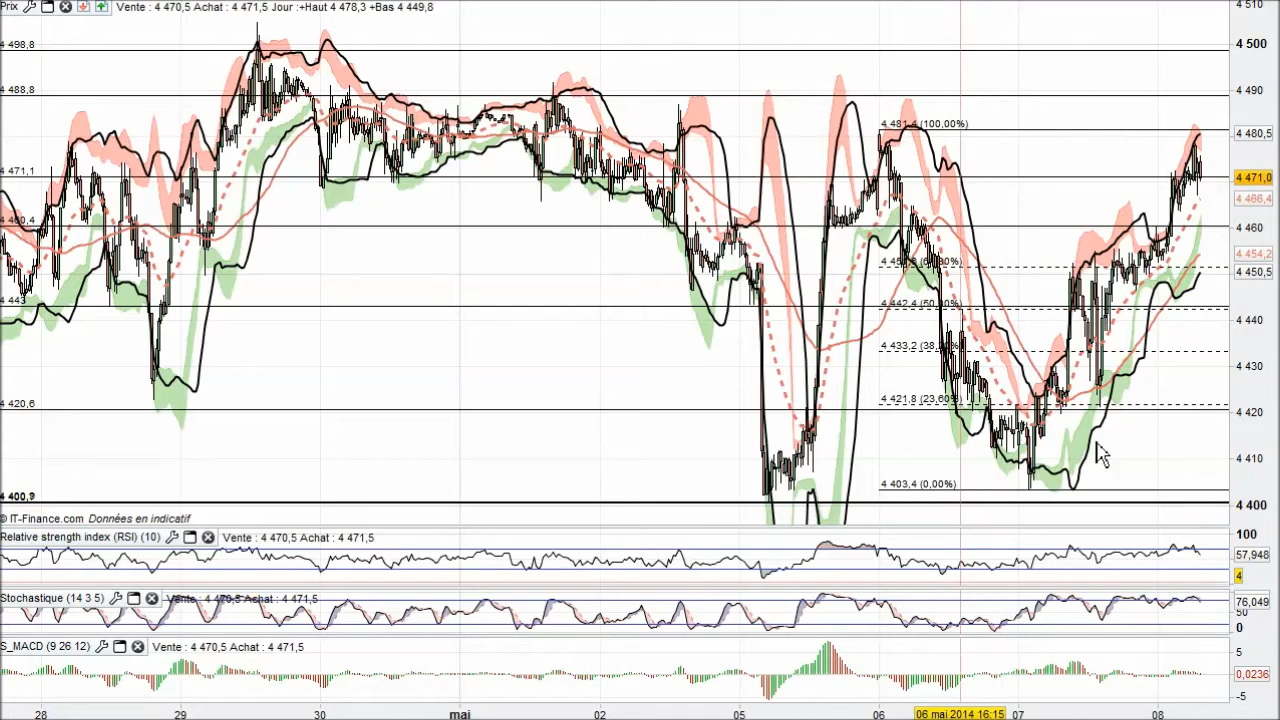 Prix Vente : 4 470,5 Achat : 4 471,5 Jour :+Haut 4 478,3 +Bas 4 449,8
4 510
4 498,8
4 500
4 488,8
4 490
4 481,4 (100,00%)
4 480,5
4 471,1
4 471,0
4 466,4
4 460,4
4 460
4 454,2
4 450,5
4 443
4 442,4 (50,
4 440
4 433,2 (38,
4 430
4 420,6
4 421,8 (23,60%)
4 420
4 410
4 403,4 (0,00%)
4 400,9
4 400
© IT-Finance.com Données en indicatif
Relative strength index (RSI) (10) Vente : 4 470,5 Achat : 4 471,5
100
57,948
4
Stochastique (14 3 5) Vente : 4 470,5 Achat : 4 471,5
76,049
50
0
S_MACD (9 26 12) Vente : 4 470,5 Achat : 4 471,5
5
0,0236
-5
28 29 30 mai 02 05 06 06 mai 2014 16:15 07 08